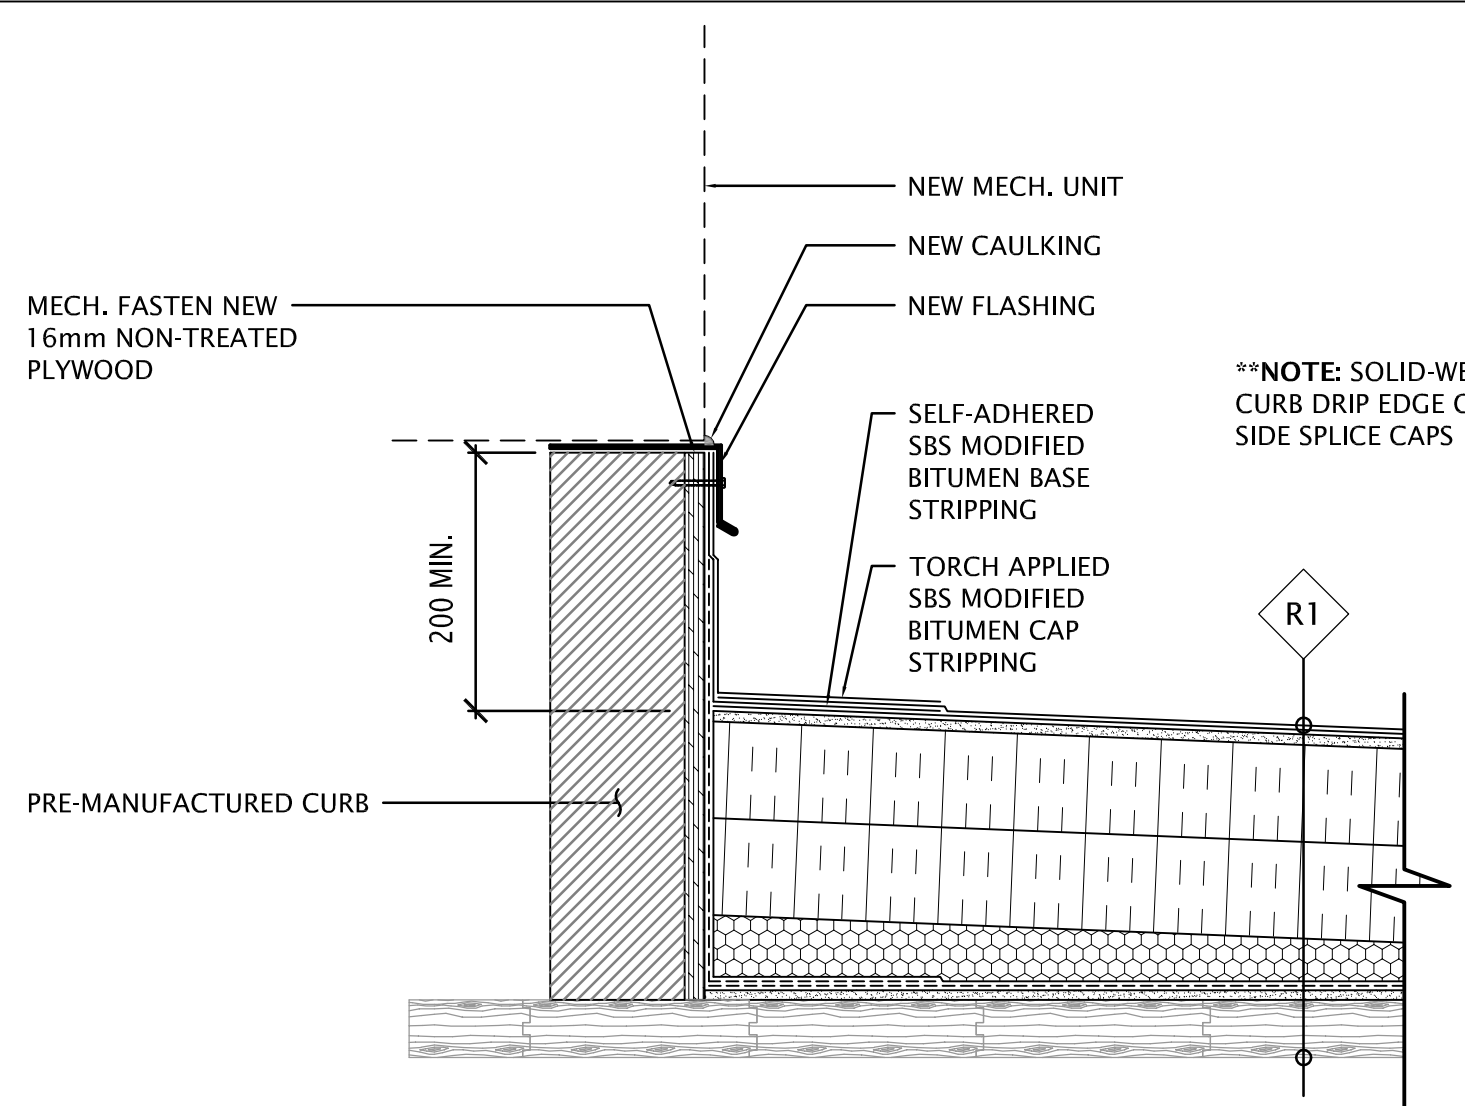 NEW MECH. UNIT
NEW CAULKING
MECH. FASTEN NEW
16mm NON-TREATED
PLYWOOD
NEW FLASHING
**NOTE:
CURB DRIP EDGE
SIDE SPLICE CAPS
SELF-ADHERED
SBS MODIFIED
BITUMEN BASE
STRIPPING
200 MIN.
TORCH APPLIED
SBS MODIFIED
BITUMEN CAP
STRIPPING
R1
PRE-MANUFACTURED CURB